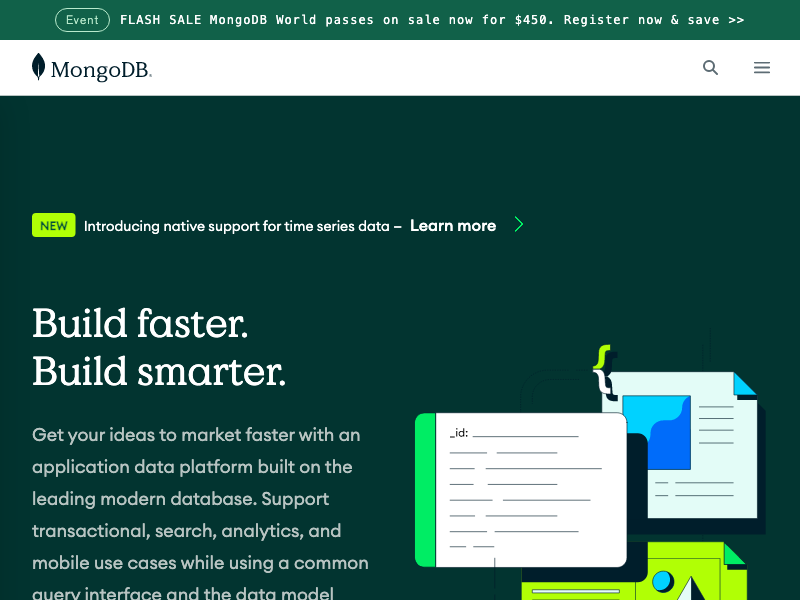 Event FLASH SALE MongoDB World passes on sale now for $450. Register now & save >>
MongoDB.
NEW Introducing native support for time series data – Learn more
Build faster.
Build smarter.
Get your ideas to market faster with an
application data platform built on the
leading modern database. Support
transactional, search, analytics, and
mobile use cases while using a common
query interface and the data model
{
_id: